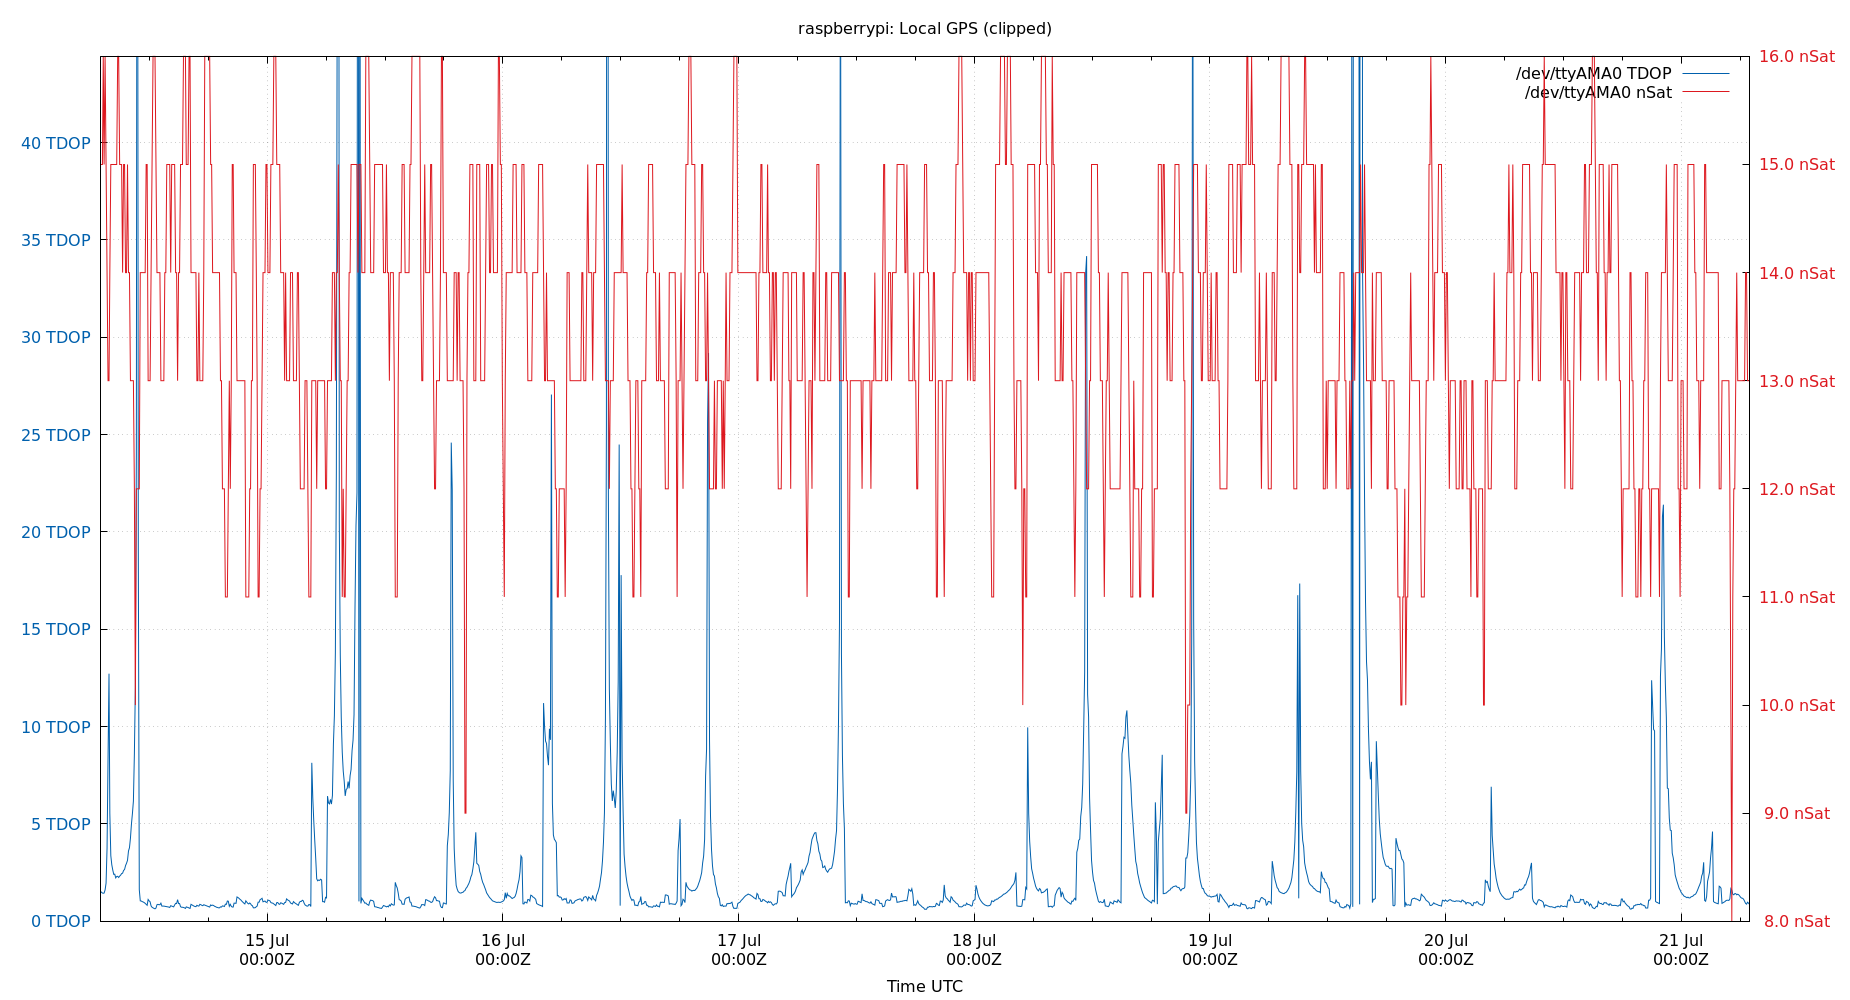 raspberrypi: Local GPS (clipped)
/dev/ttyAMA0 TDOP
/dev/ttyAMA0 nSat
40 TDOP
35 TDOP
30 TDOP
25 TDOP
20 TDOP
15 TDOP
10 TDOP
5 TDOP
0 TDOP
16.0 nSat
15.0 nSat
14.0 nSat
13.0 nSat
12.0 nSat
11.0 nSat
10.0 nSat
9.0 nSat
8.0 nSat
15 Jul
00:00Z
16 Jul
00:00Z
17 Jul
00:00Z
18 Jul
00:00Z
19 Jul
00:00Z
20 Jul
00:00Z
21 Jul
00:00Z
Time UTC